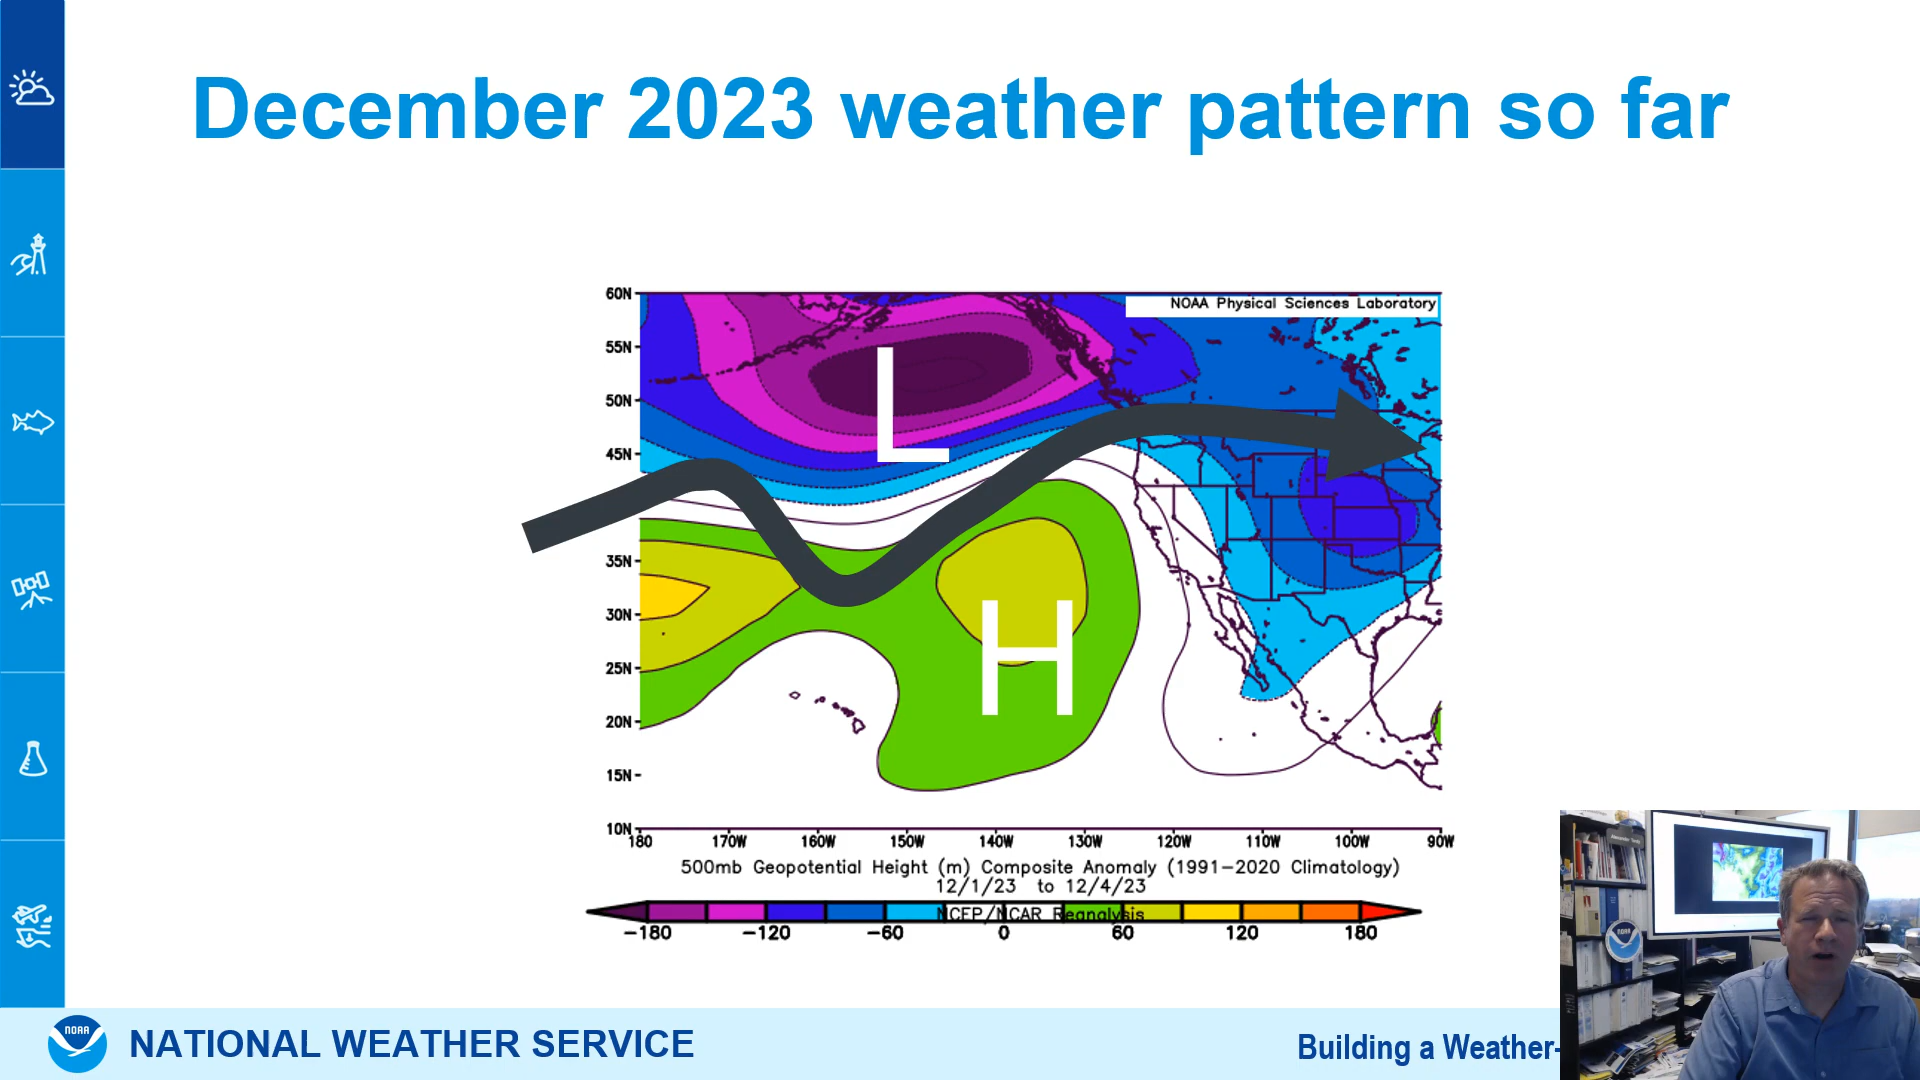 December 2023 weather pattern so far
NOAA Physical Sciences Laboratory
60N
55N
50N
45N
35N
30N
25N
20N
15N
10N
L
H
180 170W 160W 150W 140W 130W 120W 110W 100W 90W
500mb Geopotential Height (m) Composite Anomaly (1991-2020 Climatology)
12/1/23 to 12/4/23
NCEP/NCAR Reanalysis
-180 -120 -60 0 60 120 180
NOAA
NATIONAL WEATHER SERVICE
Building a Weather-
NOAA